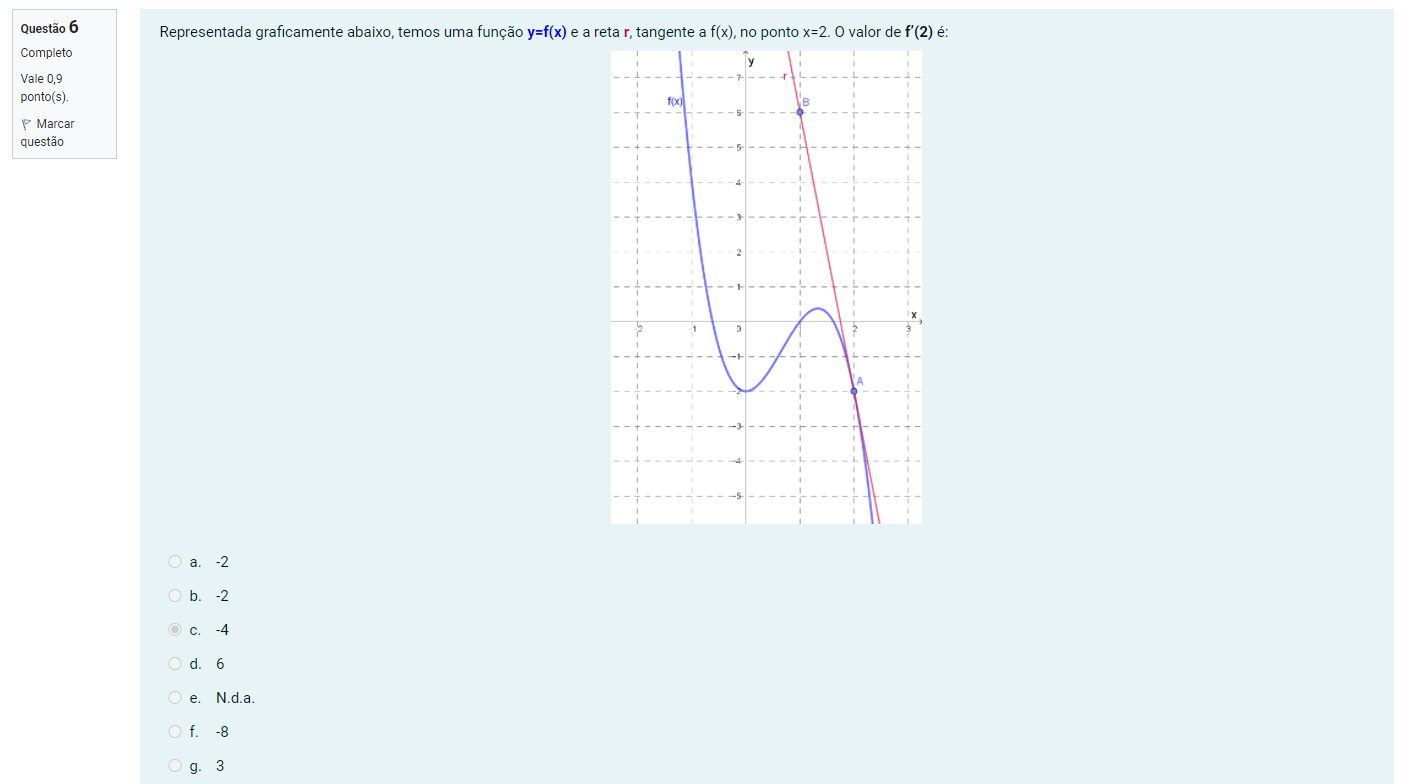 Questão 6
Completo
Vale 0,9
ponto(s).
Marcar
questão
Representada graficamente abaixo, temos uma função y=f(x) e a reta r, tangente a f(x), no ponto x=2. O valor de f'(2) é:
y
7
r
f(x)
B
6
5
4
3
2
1
x
-2 -1 0 2 3
-1
A
-2
-3
-4
-5
a. -2
b. -2
c. -4
d. 6
e. N.d.a.
f. -8
g. 3